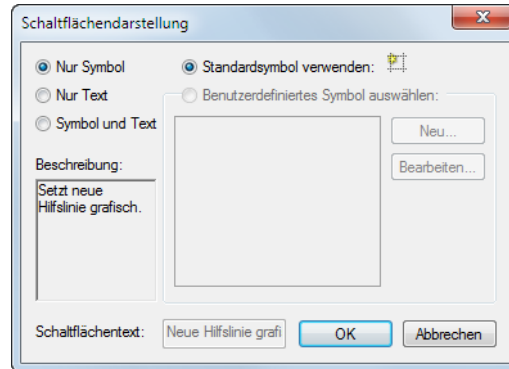 Schaltflächendarstellung
Nur Symbol
Standardsymbol verwenden:
Nur Text
Benutzerdefiniertes Symbol auswählen:
Symbol und Text
Neu...
Beschreibung:
Bearbeiten...
Setzt neue
Hilfslinie grafisch.
Schaltflächentext:
Neue Hilfslinie grafi
OK
Abbrechen